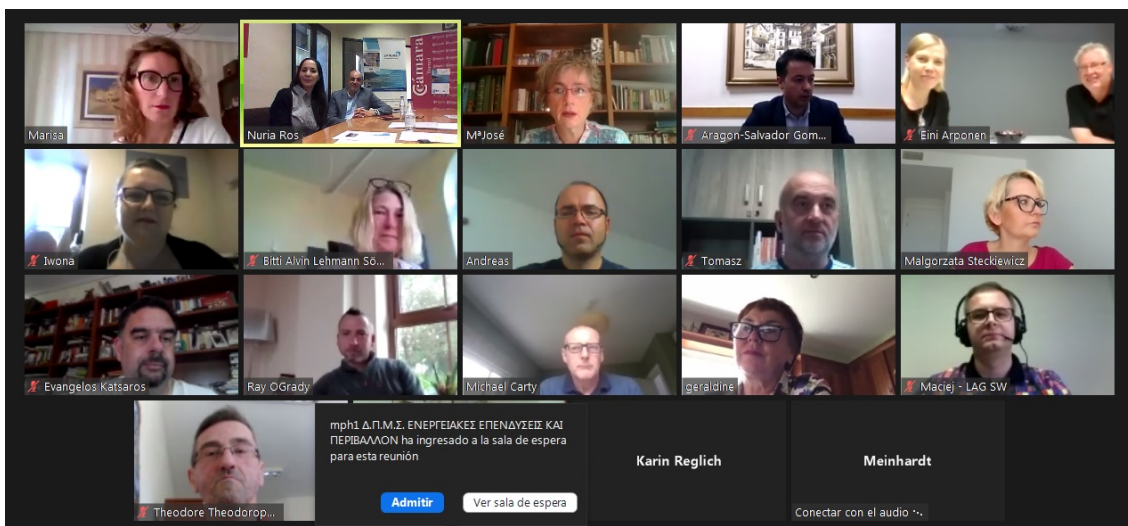 Cámara
Marisa
Nuria Ros
MªJosé
Aragon-Salvador Gom...
Eini Arponen
Iwona
Bitti Alvin Lehmann Sö...
Andreas
Tomasz
Malgorzata Steckiewicz
Evangelos Katsaros
Ray OGrady
Michael Carty
geraldine
Maciej - LAG SW
mph1 Δ.Π.Μ.Σ. ΕΝΕΡΓΕΙΑΚΕΣ ΕΠΕΝΔΥΣΕΙΣ ΚΑΙ
ΠΕΡΙΒΑΛΛΟΝ ha ingresado a la sala de espera
para esta reunión
Admitir
Ver sala de espera
Karin Reglich
Meinhardt
Theodore Theodorop...
Conectar con el audio